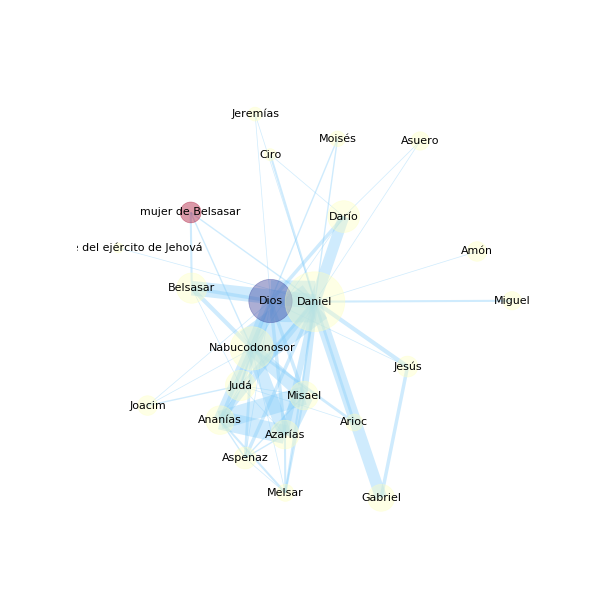 Jeremías
Moisés
Asuero
Ciro
mujer de Belsasar
Darío
del ejército de Jehová
Amón
Belsasar
Dios
Daniel
Miguel
Nabucodonosor
Jesús
Judá
Misael
Joacim
Ananías
Arioc
Azarías
Aspenaz
Melsar
Gabriel